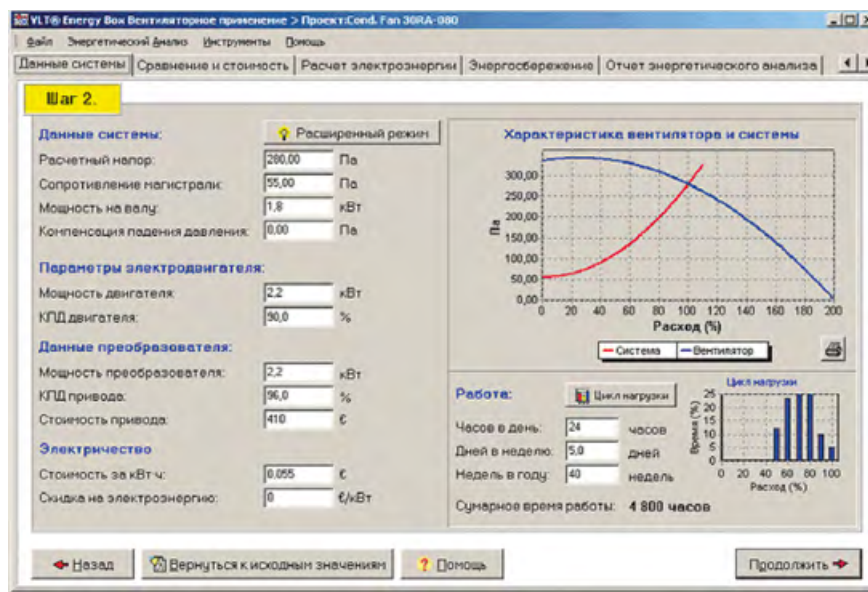 VLT® Energy Box Вентиляторное применение > Проект:Cond. Fan 30RA-080
Файл Энергетический Анализ Инструменты Помощь
Данные системы Сравнение и стоимость Расчет электроэнергии Энергосбережение Отчет энергетического анализа
Шаг 2.
Данные системы: Расширенный режим
Расчетный напор: 280,00 Па
Сопротивление магистрали: 55,00 Па
Мощность на валу: 1,8 кВт
Компенсация падения давления: 0,00 Па
Параметры электродвигателя:
Мощность двигателя: 2,2 кВт
КПД двигателя: 90,0 %
Данные преобразователя:
Мощность преобразователя: 2,2 кВт
КПД привода: 96,0 %
Стоимость привода: 410 €
Электричество
Стоимость за кВт ч: 0,055 €
Скидка на электроэнергию: 0 €/кВт
Характеристика вентилятора и системы
Па
300,00
250,00
200,00
150,00
100,00
50,00
0,00
0 20 40 60 80 100 120 140 160 180 200
Расход (%)
Система Вентилятор
Работа: Цикл нагрузки
Часов в день: 24 часов
Дней в неделю: 5,0 дней
Недель в году: 40 недель
Сумарное время работы: 4 800 часов
Цикл нагрузки
Время (%)
25
20
15
10
5
0
0 20 40 60 80 100
Расход (%)
Назад Вернуться к исходным значениям Помощь Продолжить